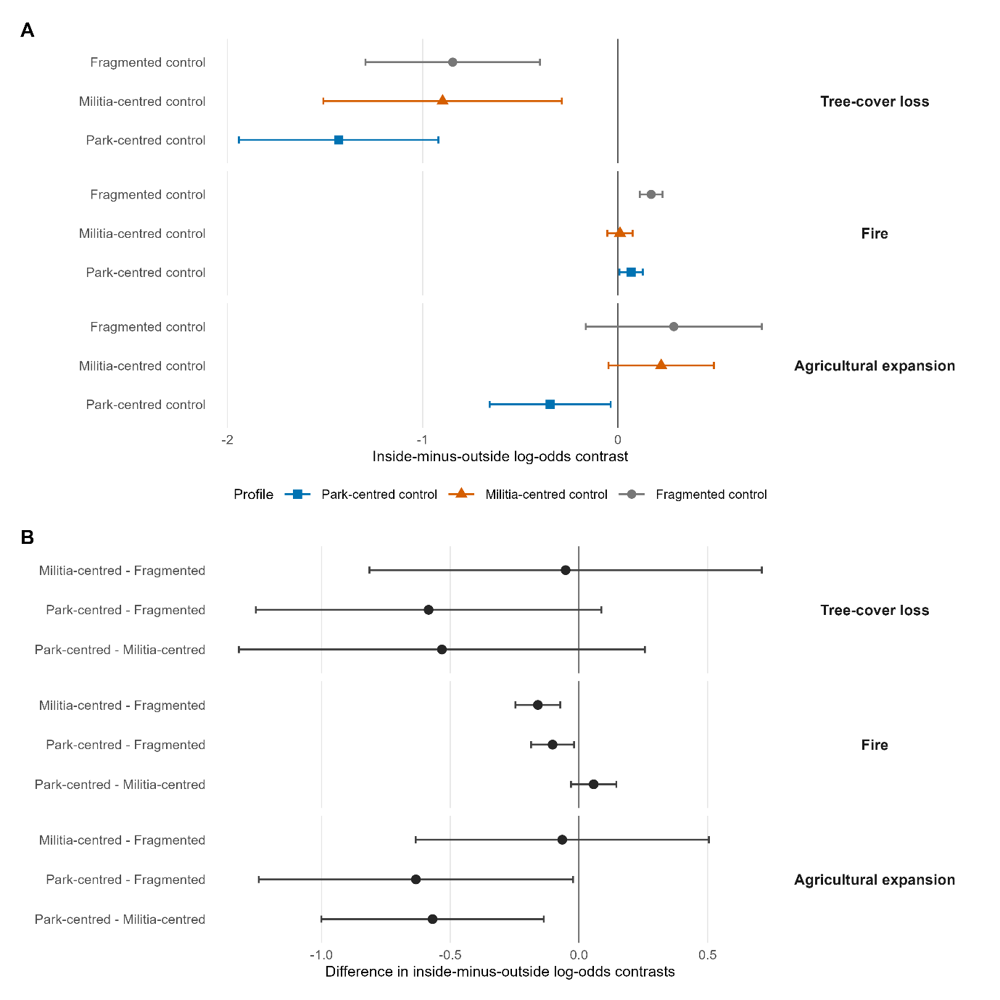 A
Fragmented control
Militia-centred control
Tree-cover loss
Park-centred control
Fragmented control
Militia-centred control
Fire
Park-centred control
Fragmented control
Militia-centred control
Agricultural expansion
Park-centred control
-2 -1 0
Inside-minus-outside log-odds contrast
Profile Park-centred control Militia-centred control Fragmented control
B
Militia-centred - Fragmented
Park-centred - Fragmented
Tree-cover loss
Park-centred - Militia-centred
Militia-centred - Fragmented
Park-centred - Fragmented
Fire
Park-centred - Militia-centred
Militia-centred - Fragmented
Park-centred - Fragmented
Agricultural expansion
Park-centred - Militia-centred
-1.0 -0.5 0.0 0.5
Difference in inside-minus-outside log-odds contrasts